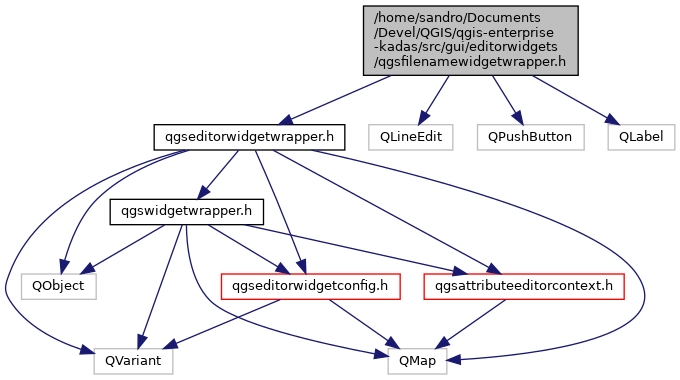 /home/sandro/Documents
/Devel/QGIS/qgis-enterprise
-kadas/src/gui/editorwidgets
/qgsfilenamewidgetwrapper.h
qgseditorwidgetwrapper.h
QLineEdit
QPushButton
QLabel
qgswidgetwrapper.h
QObject
qgseditorwidgetconfig.h
qgsattributeeditorcontext.h
QVariant
QMap